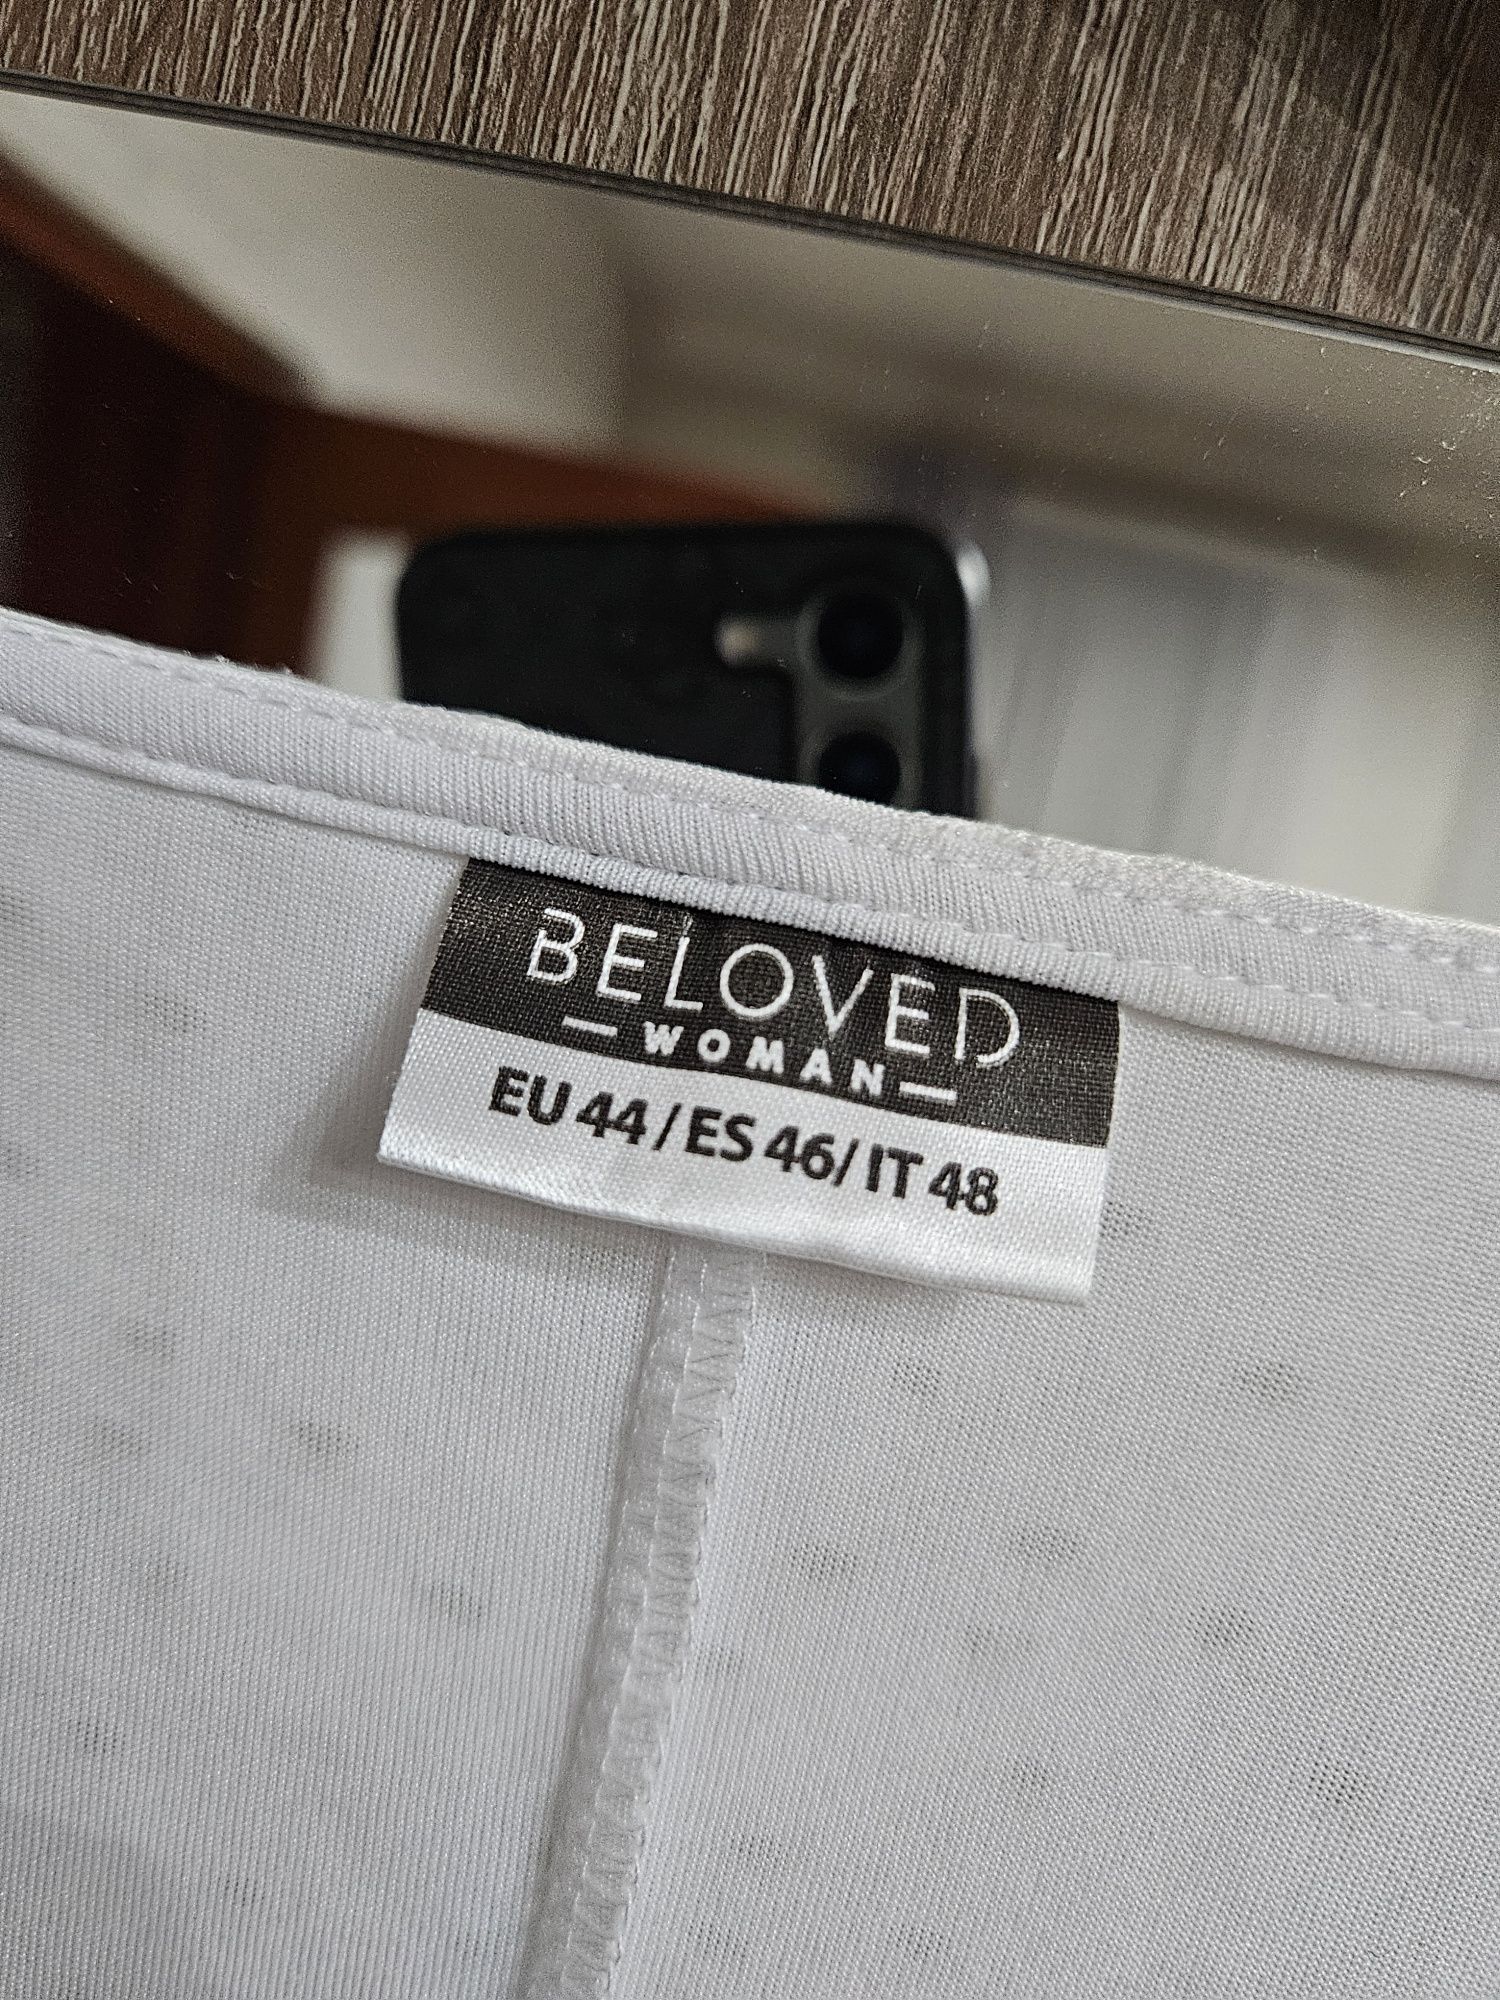 BELOVED
WOMAN
EU 44 / ES 46/ IT 48